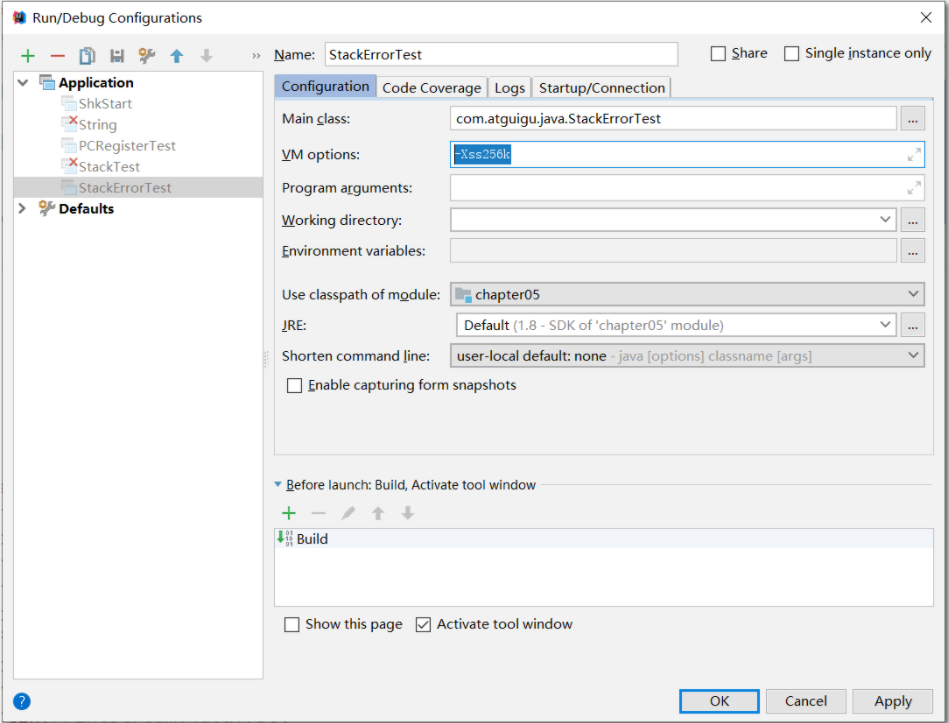 Run/Debug Configurations
Name: StackErrorTest Share Single instance only
Application
ShkStart
String
PCRegisterTest
StackTest
StackErrorTest
Defaults
Configuration Code Coverage Logs Startup/Connection
Main class: com.atguigu.java.StackErrorTest ...
VM options: -Xss256k
Program arguments:
Working directory: ...
Environment variables: ...
Use classpath of module: chapter05
JRE: Default (1.8 - SDK of 'chapter05' module) ...
Shorten command line: user-local default: none - java [options] classname [args]
Enable capturing form snapshots
Before launch: Build, Activate tool window
Build
Show this page Activate tool window
OK Cancel Apply